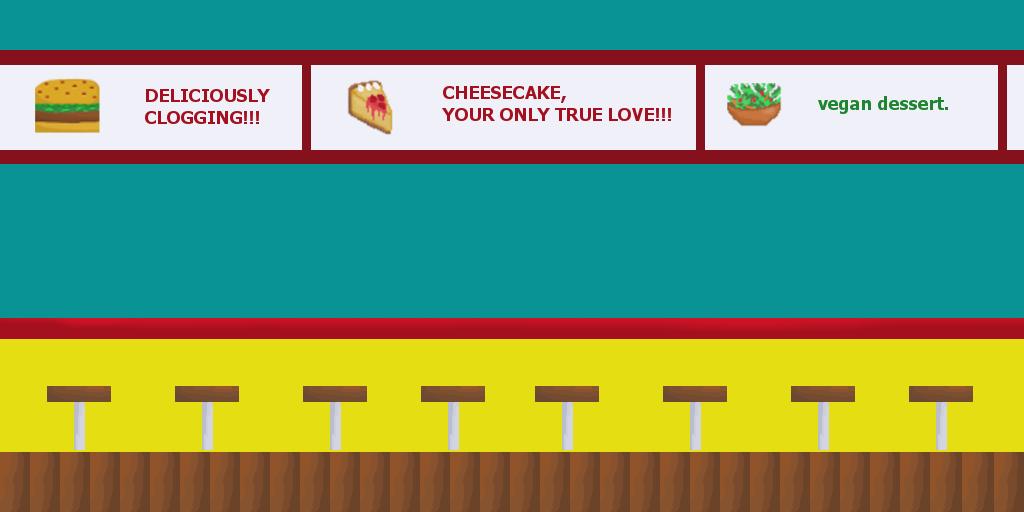 DELICIOUSLY
CLOGGING!!!
CHEESECAKE,
YOUR ONLY TRUE LOVE!!!
vegan dessert.